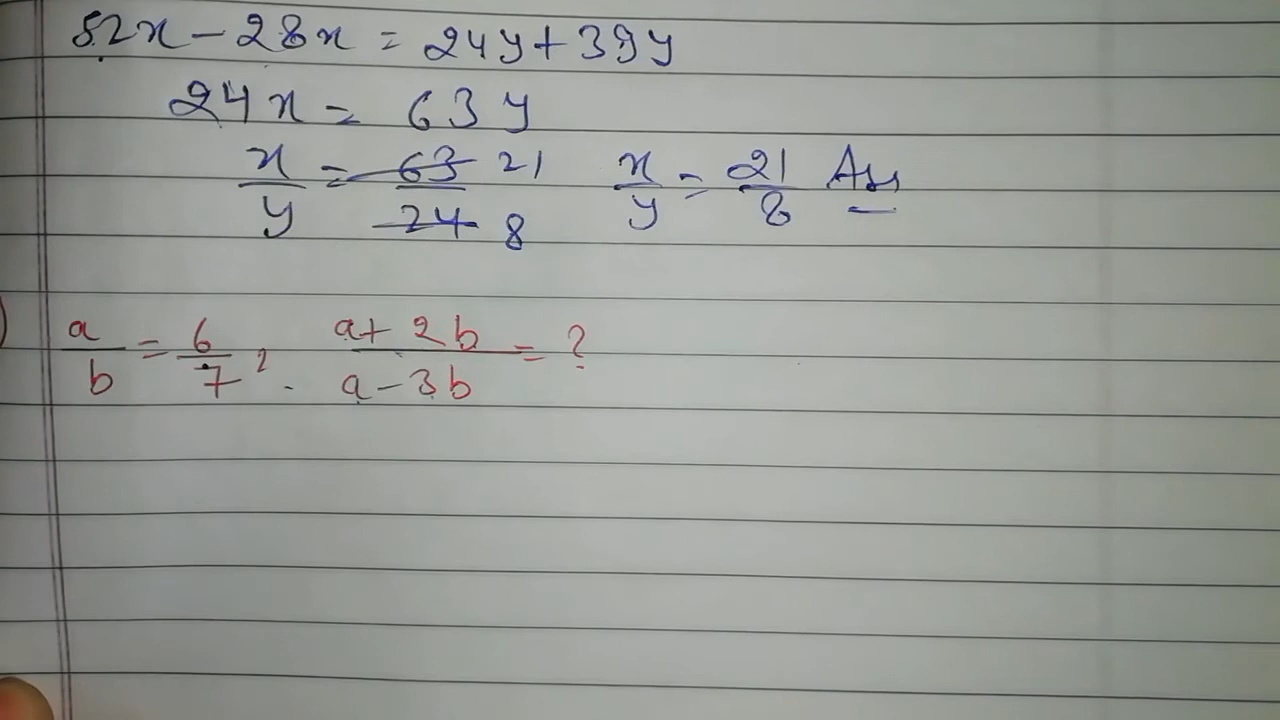 52x - 28x = 24y + 39y
24x = 63y
x/y = 63/24 21/8 x/y = 21/8 Ans
) a/b = 6/7 , . a + 2b / a - 3b = ?